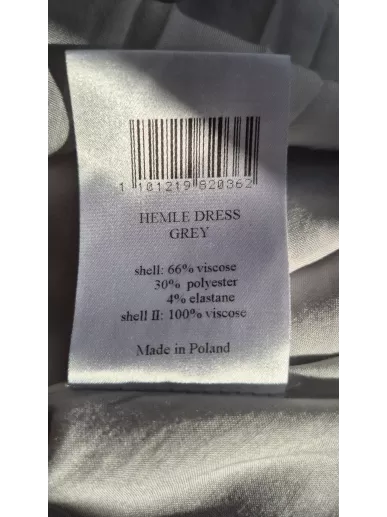 1 101219 820362
HEMLE DRESS
GREY
shell: 66% viscose
30% polyester
4% elastane
shell II: 100% viscose
Made in Poland